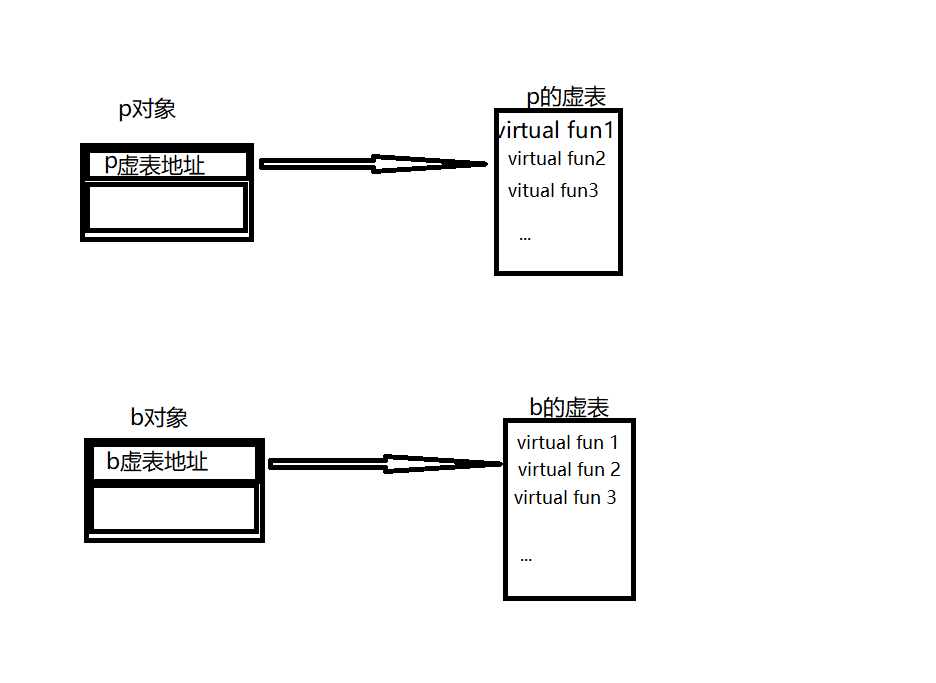 p的虚表
p对象
virtual fun1
p虚表地址
virtual fun2
vitual fun3
...
b的虚表
b对象
virtual fun 1
b虚表地址
virtual fun 2
virtual fun 3
...